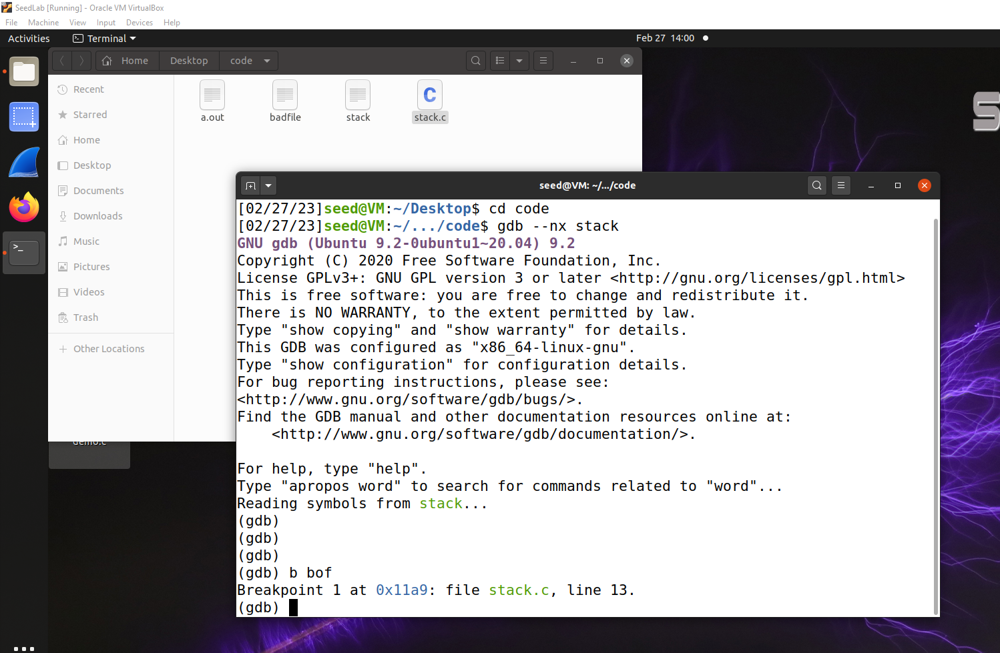 SeedLab [Running] - Oracle VM VirtualBox
File Machine View Input Devices Help
Activities Terminal Feb 27 14:00
Home Desktop code
Recent
Starred
Home
Desktop
Documents
Downloads
Music
Pictures
Videos
Trash
Other Locations
a.out badfile stack stack.c
C
demo.c
S
seed@VM: ~/.../code
[02/27/23]seed@VM:~/Desktop$ cd code
[02/27/23]seed@VM:~/.../code$ gdb --nx stack
GNU gdb (Ubuntu 9.2-0ubuntu1~20.04) 9.2
Copyright (C) 2020 Free Software Foundation, Inc.
License GPLv3+: GNU GPL version 3 or later <http://gnu.org/licenses/gpl.html>
This is free software: you are free to change and redistribute it.
There is NO WARRANTY, to the extent permitted by law.
Type "show copying" and "show warranty" for details.
This GDB was configured as "x86_64-linux-gnu".
Type "show configuration" for configuration details.
For bug reporting instructions, please see:
<http://www.gnu.org/software/gdb/bugs/>.
Find the GDB manual and other documentation resources online at:
<http://www.gnu.org/software/gdb/documentation/>.
For help, type "help".
Type "apropos word" to search for commands related to "word"...
Reading symbols from stack...
(gdb)
(gdb)
(gdb)
(gdb) b bof
Breakpoint 1 at 0x11a9: file stack.c, line 13.
(gdb)